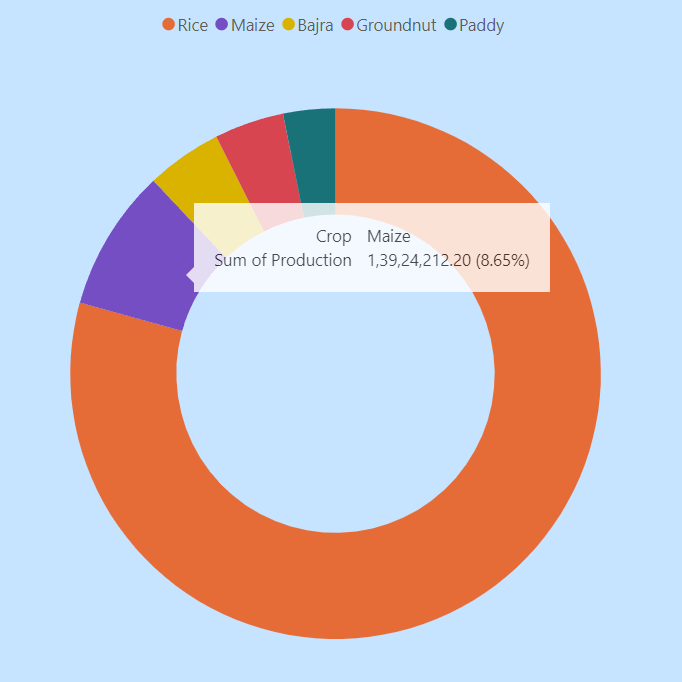 Rice Maize Bajra Groundnut Paddy
Crop Maize
Sum of Production 1,39,24,212.20 (8.65%)